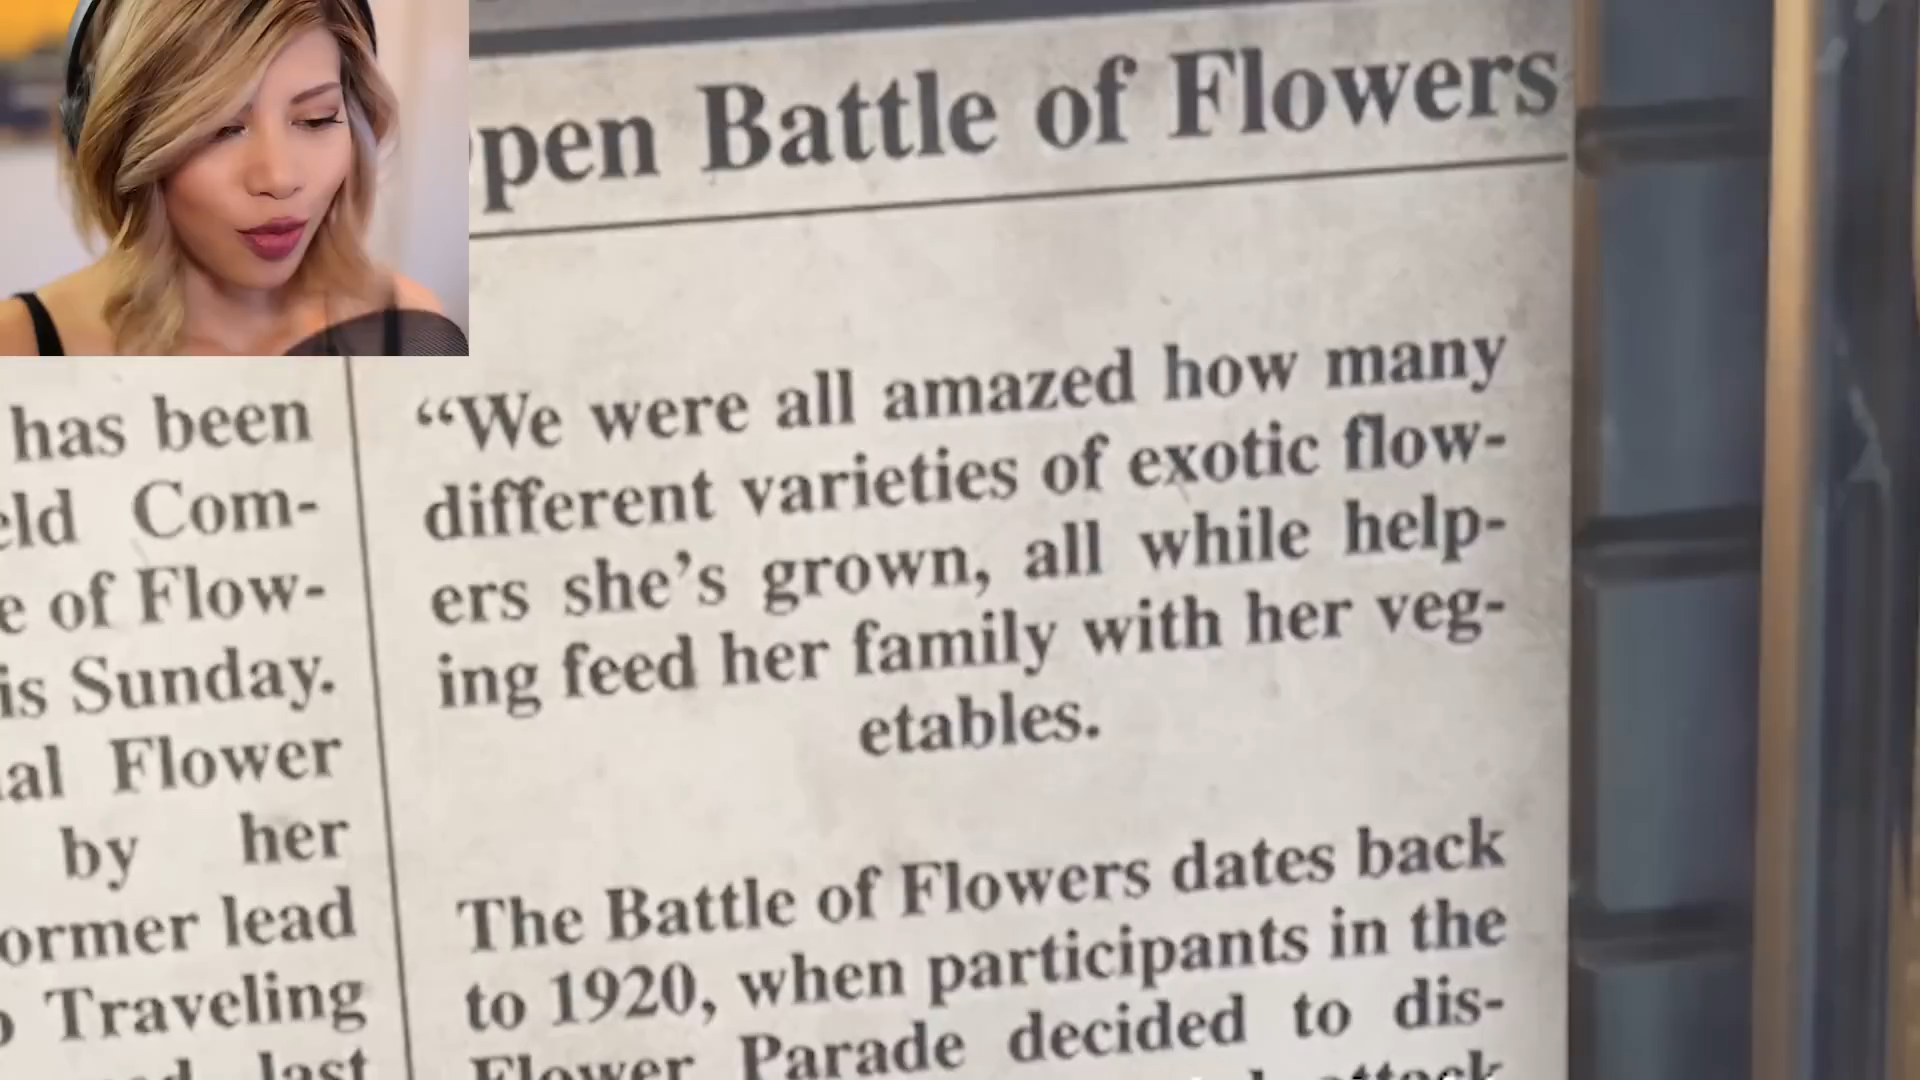 pen Battle of Flowers
has been
Com-
of Flow-
is Sunday.
Flower
by her
lead
Traveling
last
“We were all amazed how many
different varieties of exotic flow-
ers she’s grown, all while help-
ing feed her family with her veg-
etables.
The Battle of Flowers dates back
to 1920, when participants in the
Flower Parade decided to dis-
attack